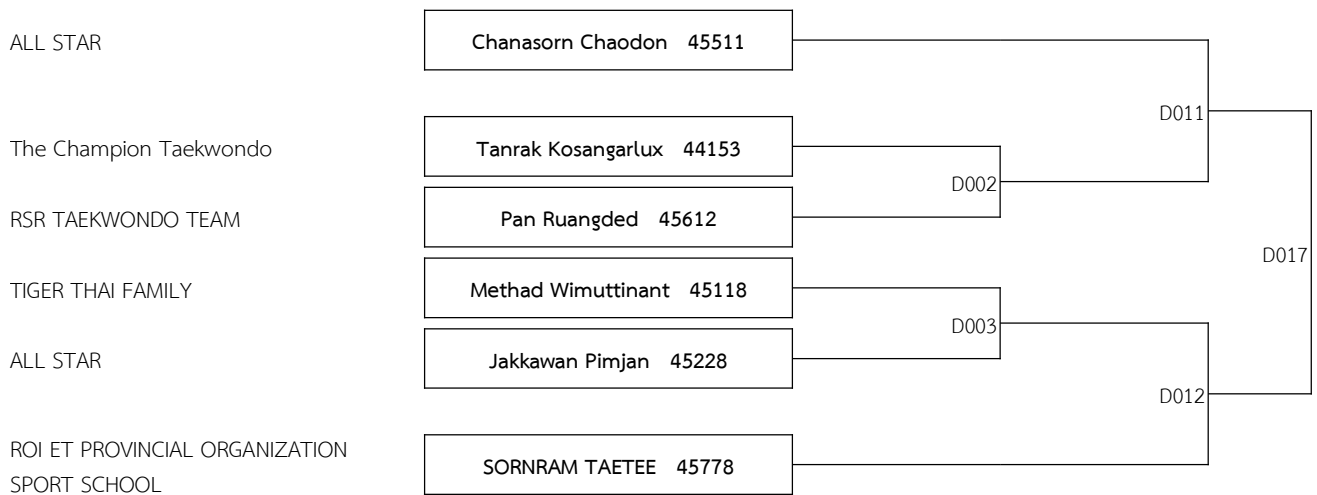 ALL STAR
Chanasorn Chaodon 45511
D011
The Champion Taekwondo
Tanrak Kosangarlux 44153
D002
RSR TAEKWONDO TEAM
Pan Ruangded 45612
D017
TIGER THAI FAMILY
Methad Wimuttinant 45118
D003
ALL STAR
Jakkawan Pimjan 45228
D012
ROI ET PROVINCIAL ORGANIZATION
SPORT SCHOOL
SORNRAM TAETEE 45778